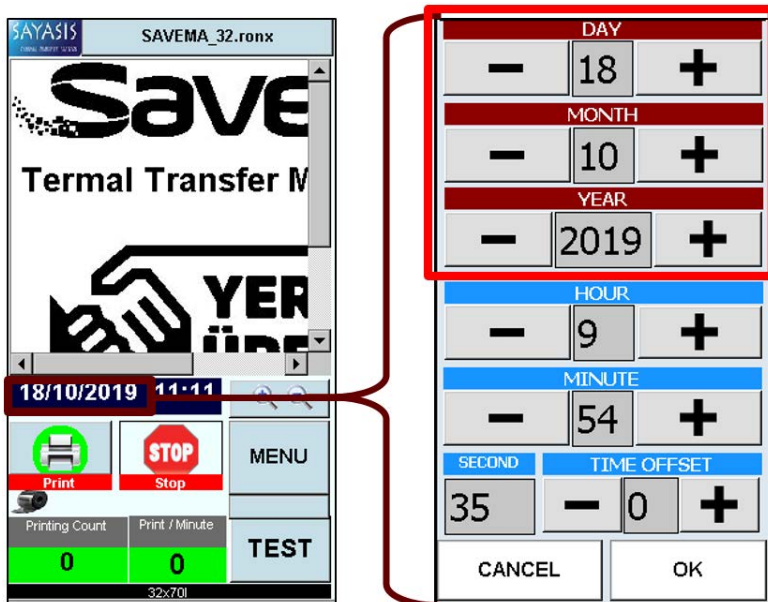 SAYASIS
SAVEMA_32.ronx
Save
Termal Transfer M
YER
18/10/2019
11:11
Print
STOP
Stop
MENU
Printing Count
Print / Minute
0
0
TEST
32x70l
DAY
18
MONTH
10
YEAR
2019
HOUR
9
MINUTE
54
SECOND
TIME OFFSET
35
0
CANCEL
OK